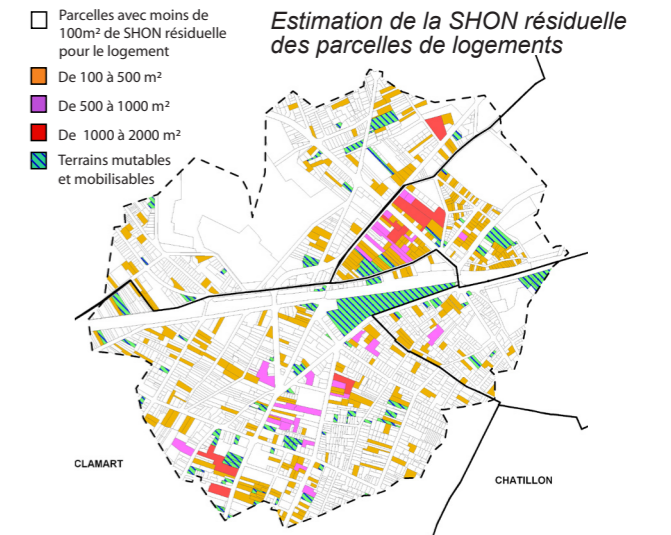 Estimation de la SHON résiduelle
des parcelles de logements
Parcelles avec moins de
100m² de SHON résiduelle
pour le logement
De 100 à 500 m²
De 500 à 1000 m²
De 1000 à 2000 m²
Terrains mutables
et mobilisables
CLAMART
CHATILLON